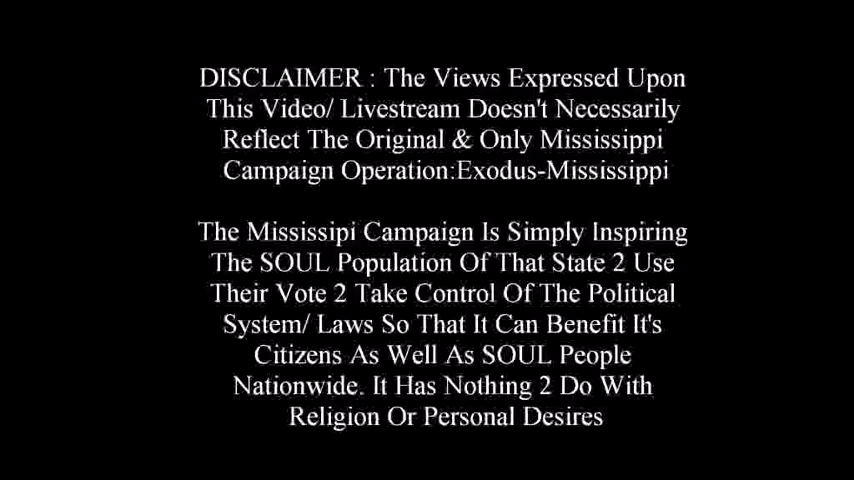 DISCLAIMER : The Views Expressed Upon
This Video/ Livestream Doesn't Necessarily
Reflect The Original & Only Mississippi
Campaign Operation:Exodus-Mississippi
The Mississipi Campaign Is Simply Inspiring
The SOUL Population Of That State 2 Use
Their Vote 2 Take Control Of The Political
System/ Laws So That It Can Benefit It's
Citizens As Well As SOUL People
Nationwide. It Has Nothing 2 Do With
Religion Or Personal Desires